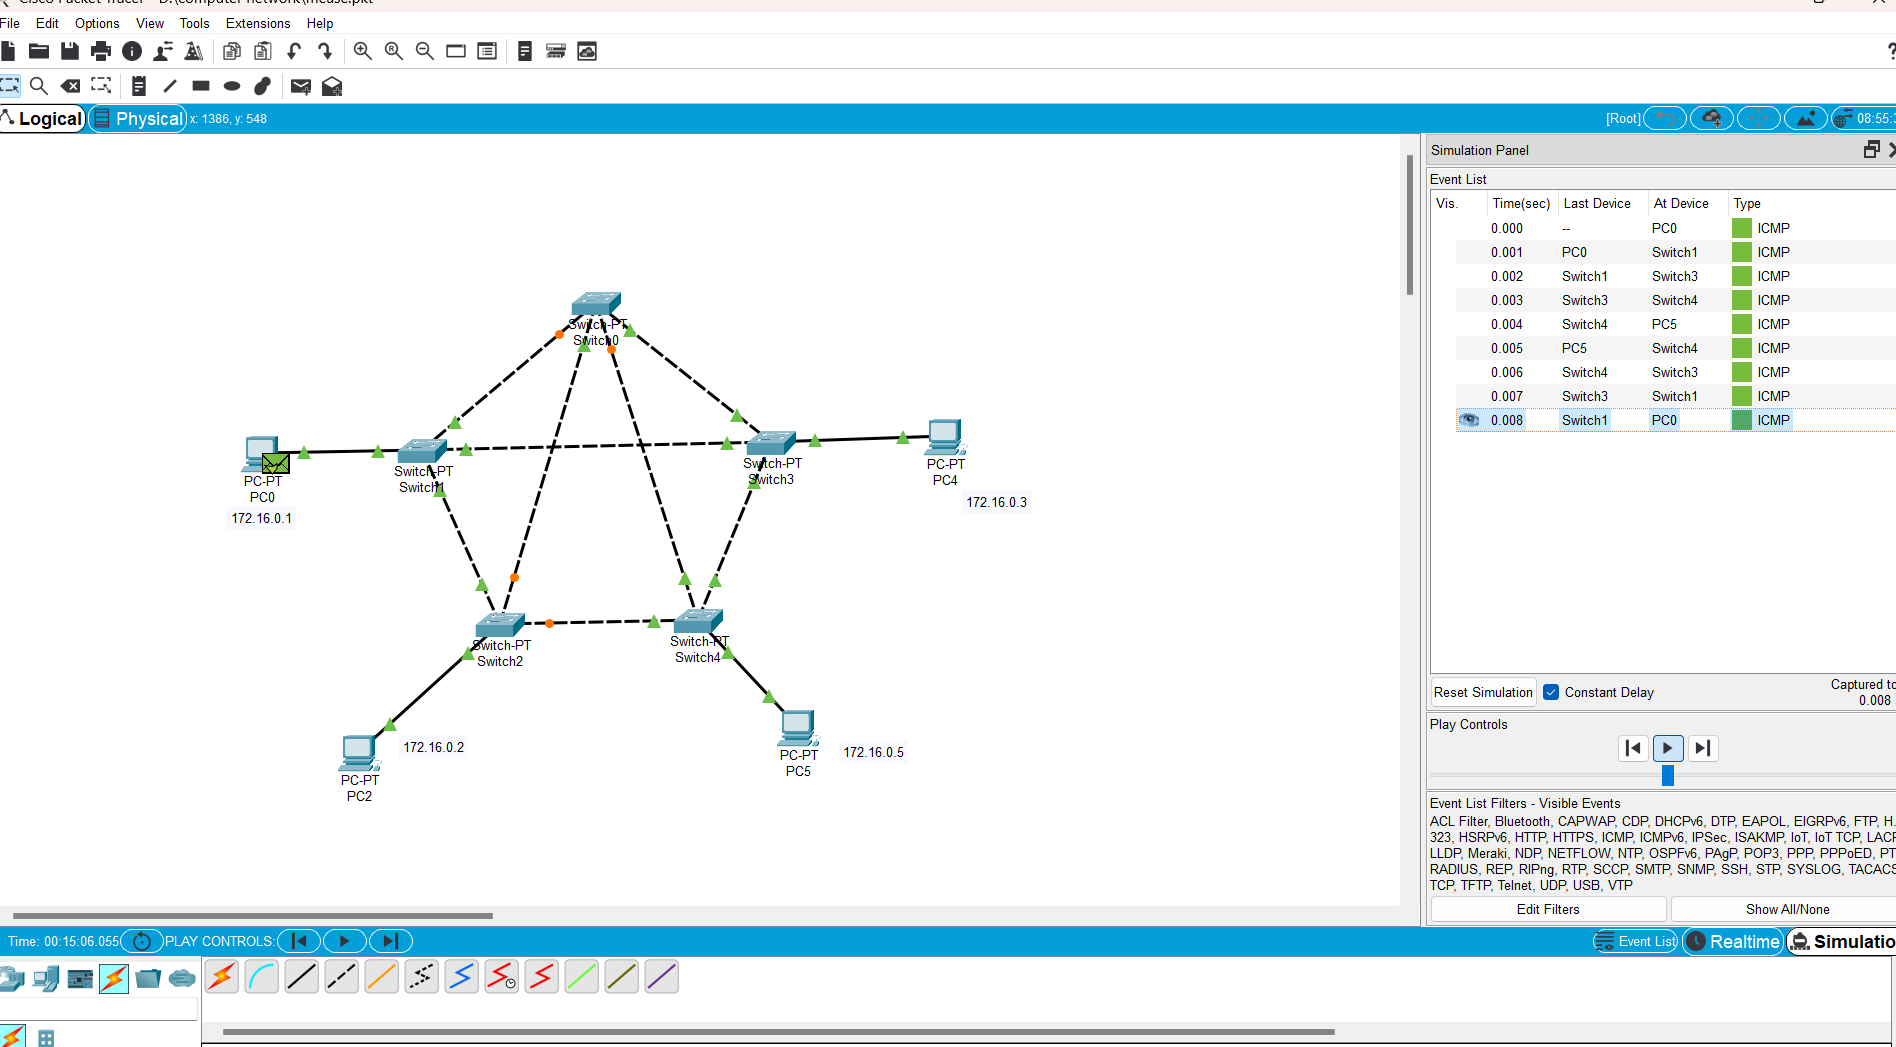 Cisco Packet Tracer - D:\computer network\mease.pkt
File Edit Options View Tools Extensions Help
Logical Physical x: 1386, y: 548
[Root] 08:55:3
Simulation Panel
Event List
Vis. Time(sec) Last Device At Device Type
0.000 -- PC0 ICMP
0.001 PC0 Switch1 ICMP
0.002 Switch1 Switch3 ICMP
0.003 Switch3 Switch4 ICMP
0.004 Switch4 PC5 ICMP
0.005 PC5 Switch4 ICMP
0.006 Switch4 Switch3 ICMP
0.007 Switch3 Switch1 ICMP
0.008 Switch1 PC0 ICMP
Switch-PT
Switch0
PC-PT
PC0
172.16.0.1
Switch-PT
Switch1
Switch-PT
Switch3
PC-PT
PC4
172.16.0.3
Switch-PT
Switch2
Switch-PT
Switch4
172.16.0.2
PC-PT
PC2
PC-PT
PC5
172.16.0.5
Reset Simulation Constant Delay Captured to
0.008
Play Controls
Event List Filters - Visible Events
ACL Filter, Bluetooth, CAPWAP, CDP, DHCPv6, DTP, EAPOL, EIGRPv6, FTP, H.
323, HSRPv6, HTTP, HTTPS, ICMP, ICMPv6, IPSec, ISAKMP, IoT, IoT TCP, LACP
LLDP, Meraki, NDP, NETFLOW, NTP, OSPFv6, PAgP, POP3, PPP, PPPoED, PT
RADIUS, REP, RIPng, RTP, SCCP, SMTP, SNMP, SSH, STP, SYSLOG, TACACS
TCP, TFTP, Telnet, UDP, USB, VTP
Edit Filters Show All/None
Time: 00:15:06.055 PLAY CONTROLS: Event List Realtime Simulatio